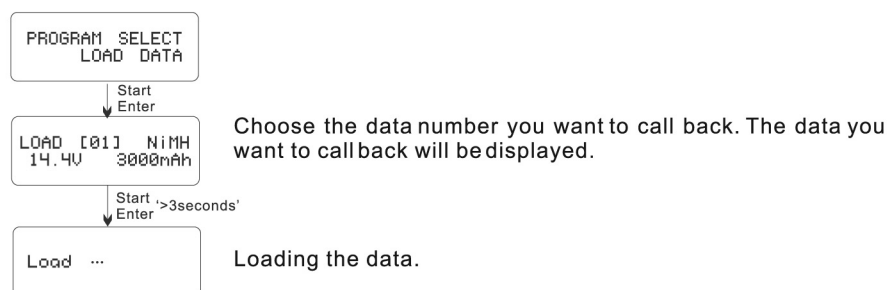 PROGRAM SELECT
LOAD DATA
Start
Enter
LOAD [01] NiMH
14.4V 3000mAh
Choose the data number you want to call back. The data you
want to call back will be displayed.
Start
Enter '>3seconds'
Load ...
Loading the data.